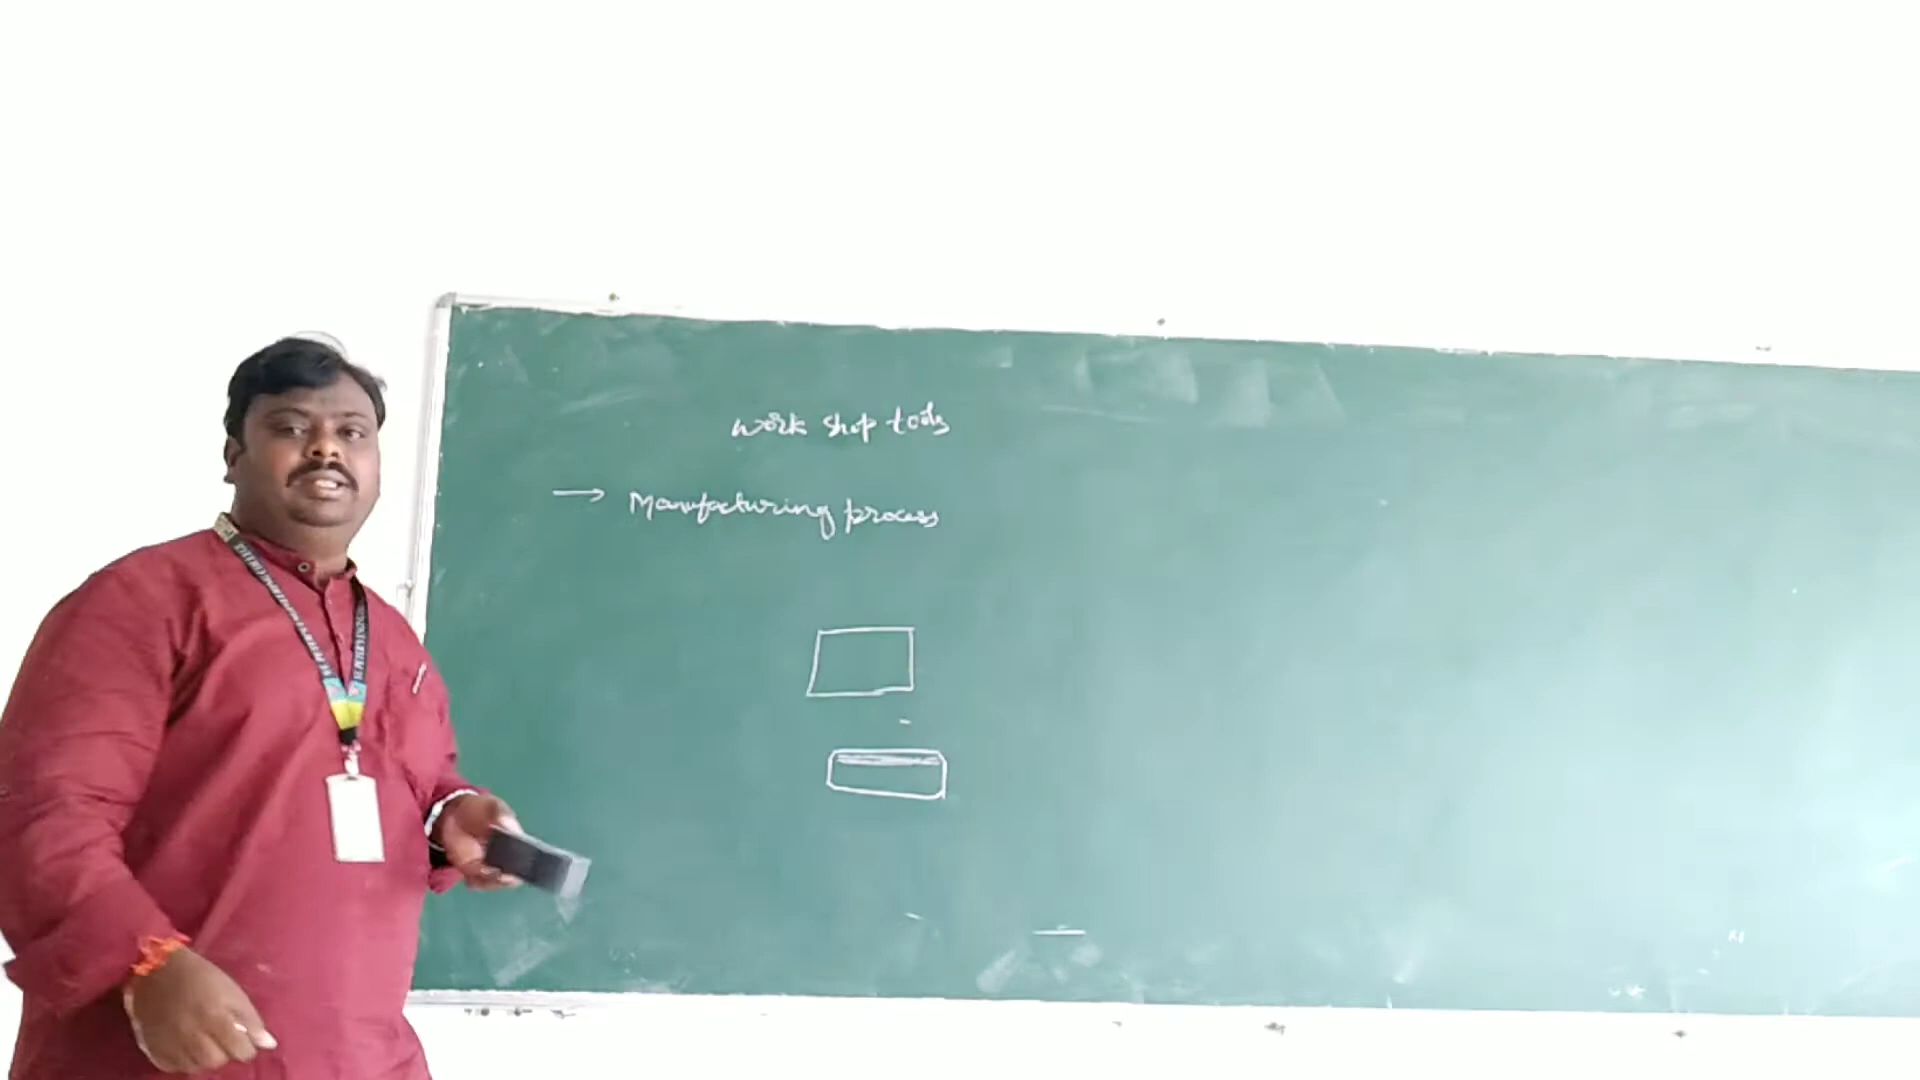 work shop tools
→ Manufacturing process